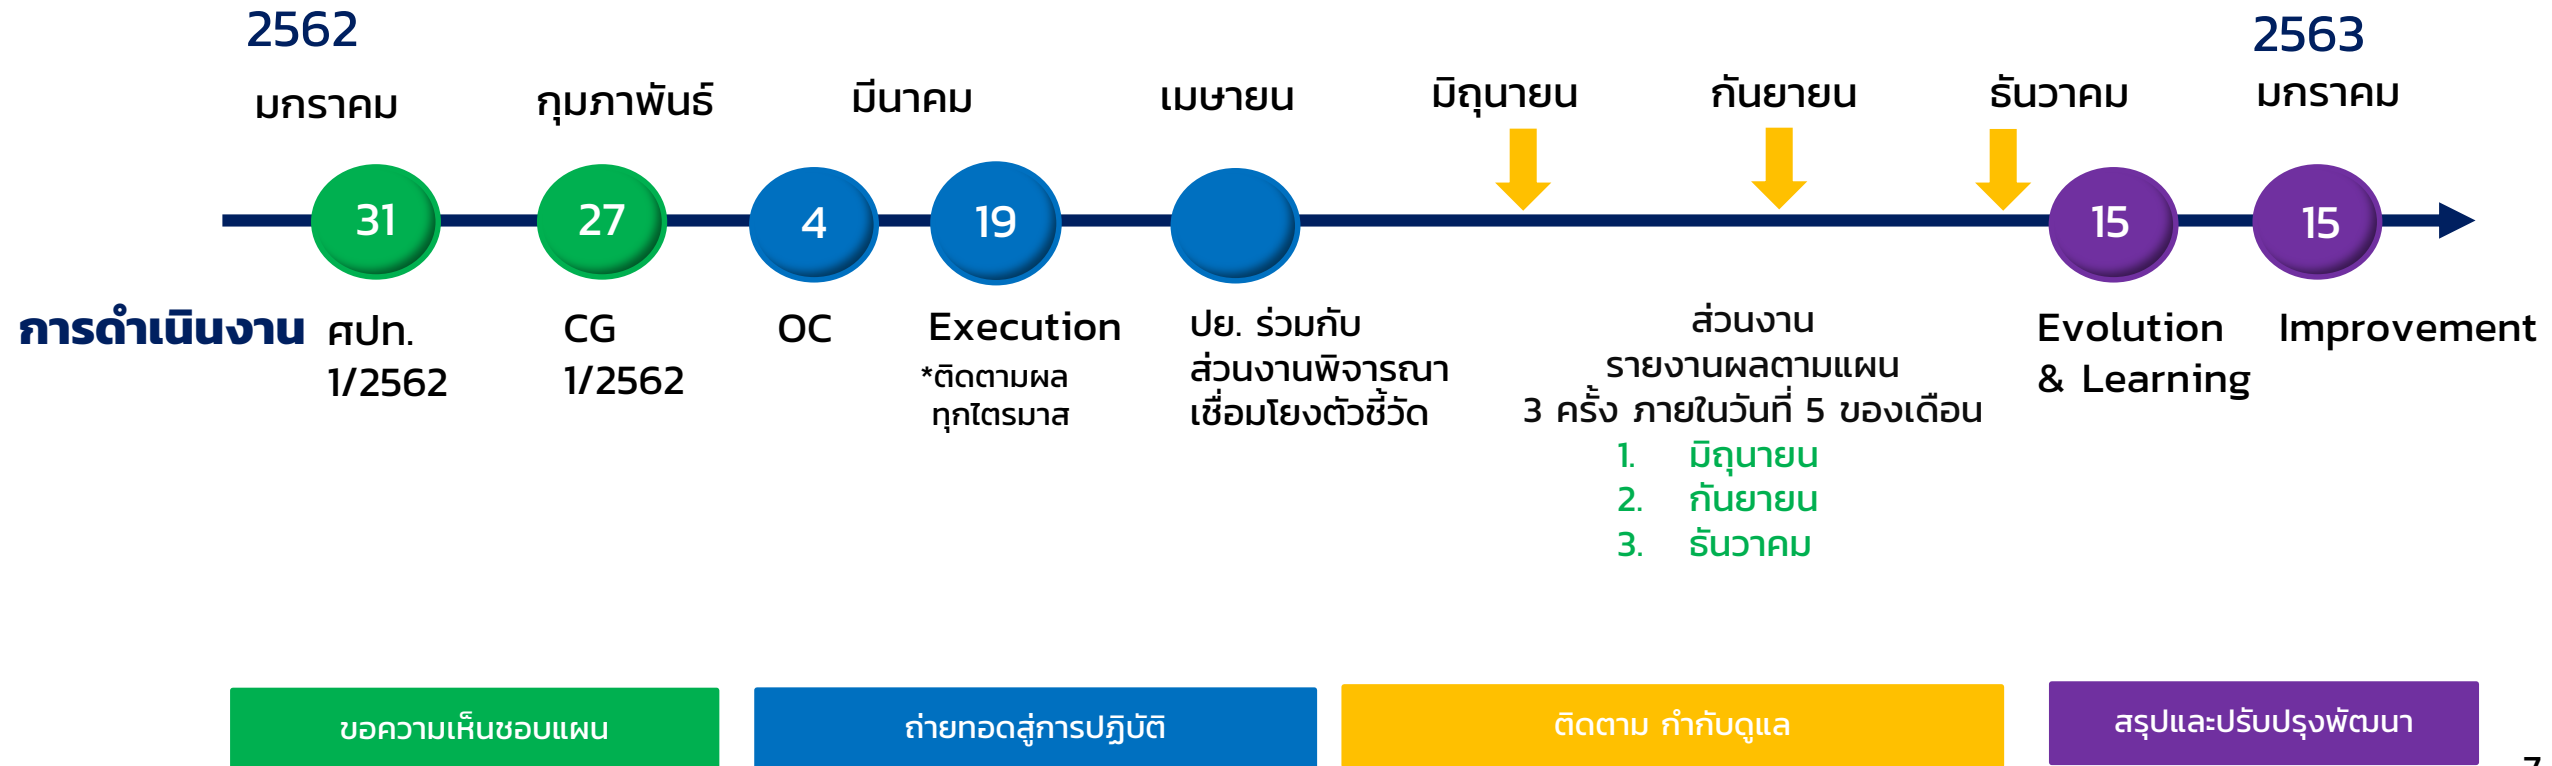 2562
2563
มกราคม
กุมภาพันธ์
มีนาคม
เมษายน
มิถุนายน
กันยายน
ธันวาคม
มกราคม
31
27
4
19
15
15
การดำเนินงาน
ศปท.
1/2562
CG
1/2562
OC
Execution
*ติดตามผล
ทุกไตรมาส
ปย. ร่วมกับ
ส่วนงานพิจารณา
เชื่อมโยงตัวชี้วัด
ส่วนงาน
รายงานผลตามแผน
3 ครั้ง ภายในวันที่ 5 ของเดือน
1. มิถุนายน
2. กันยายน
3. ธันวาคม
Evolution
& Learning
Improvement
ขอความเห็นชอบแผน
ถ่ายทอดสู่การปฏิบัติ
ติดตาม กำกับดูแล
สรุปและปรับปรุงพัฒนา